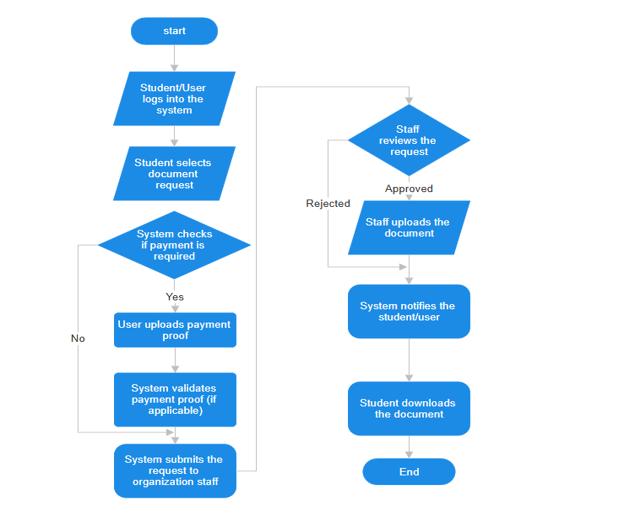 start
Student/User
logs into the
system
Student selects
document
request
System checks
if payment is
required
Yes
No
User uploads payment
proof
System validates
payment proof (if
applicable)
System submits the
request to
organization staff
Staff
reviews the
request
Approved
Rejected
Staff uploads the
document
System notifies the
student/user
Student downloads
the document
End